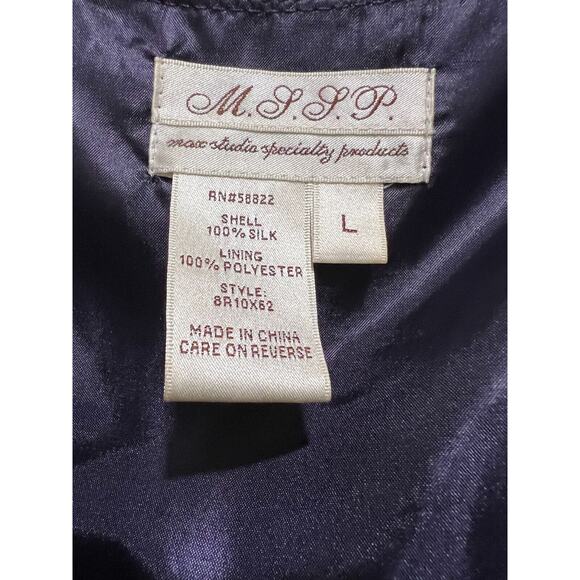 M.S.S.P.
max studio specialty products
RN#58822
SHELL
100% SILK
LINING
100% POLYESTER
STYLE:
8R10X62
MADE IN CHINA
CARE ON REVERSE
L